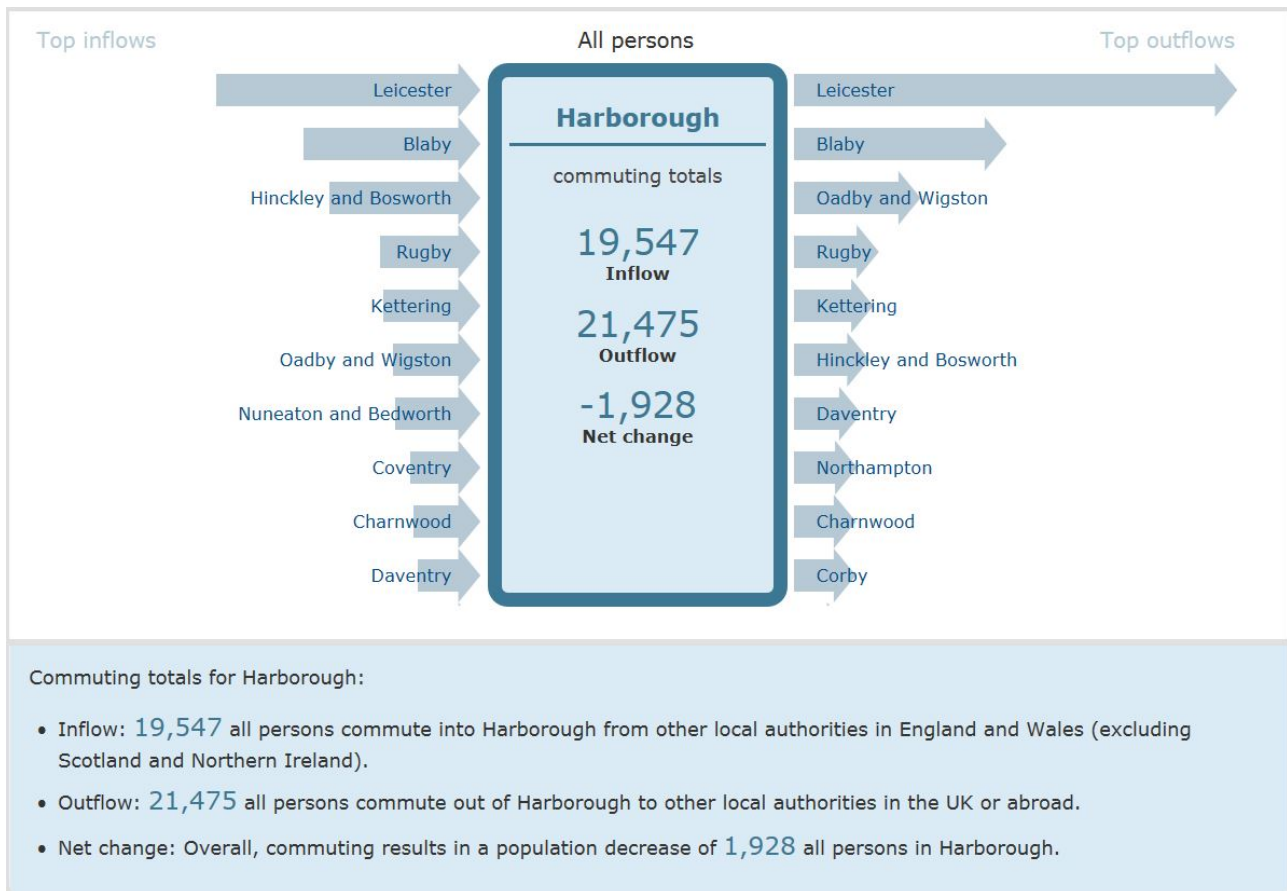 Top inflows
All persons
Top outflows
Leicester
Blaby
Hinckley and Bosworth
Rugby
Kettering
Oadby and Wigston
Nuneaton and Bedworth
Coventry
Charnwood
Daventry
Harborough
commuting totals
19,547
Inflow
21,475
Outflow
-1,928
Net change
Leicester
Blaby
Oadby and Wigston
Rugby
Kettering
Hinckley and Bosworth
Daventry
Northampton
Charnwood
Corby
Commuting totals for Harborough:
• Inflow: 19,547 all persons commute into Harborough from other local authorities in England and Wales (excluding
Scotland and Northern Ireland).
• Outflow: 21,475 all persons commute out of Harborough to other local authorities in the UK or abroad.
• Net change: Overall, commuting results in a population decrease of 1,928 all persons in Harborough.